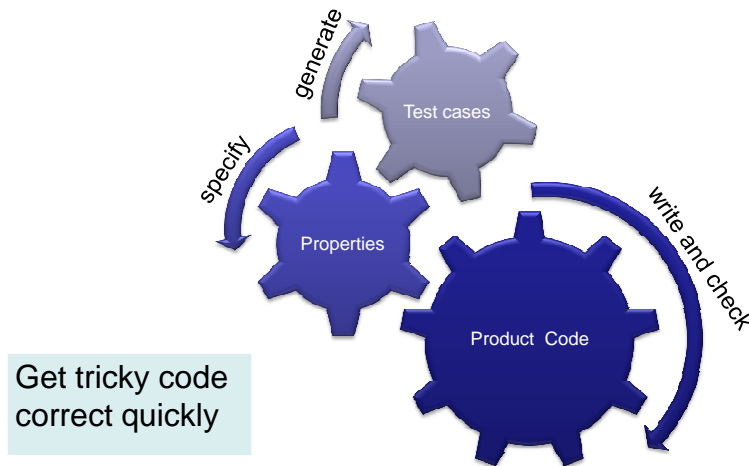 generate
Test cases
specify
Properties
write and check
Product Code
Get tricky code
correct quickly